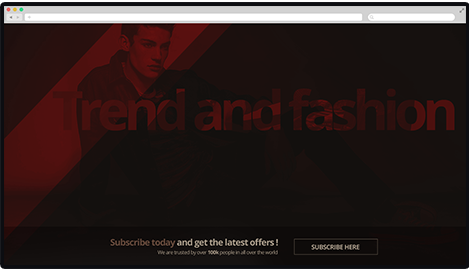 Trend and fashion
Subscribe today and get the latest offers !
We are trusted by over 100k people in all over the world
SUBSCRIBE HERE